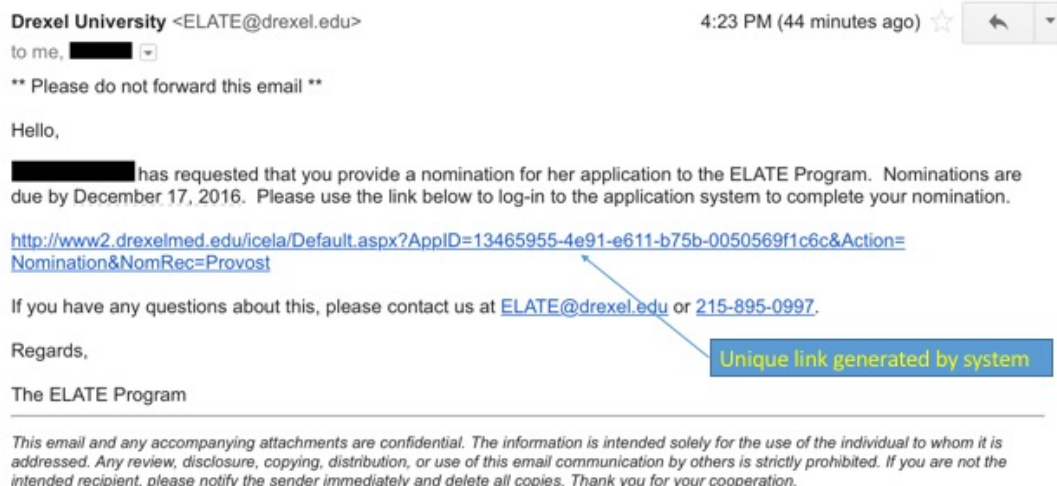 Drexel University <ELATE@drexel.edu> 4:23 PM (44 minutes ago)
to me,
** Please do not forward this email **
Hello,
has requested that you provide a nomination for her application to the ELATE Program. Nominations are
due by December 17, 2016. Please use the link below to log-in to the application system to complete your nomination.
http://www2.drexelmed.edu/icela/Default.aspx?AppID=13465955-4e91-e611-b75b-0050569f1c6c&Action=
Nomination&NomRec=Provost
If you have any questions about this, please contact us at ELATE@drexel.edu or 215-895-0997.
Regards,
Unique link generated by system
The ELATE Program
This email and any accompanying attachments are confidential. The information is intended solely for the use of the individual to whom it is
addressed. Any review, disclosure, copying, distribution, or use of this email communication by others is strictly prohibited. If you are not the
intended recipient, please notify the sender immediately and delete all copies. Thank you for your cooperation.